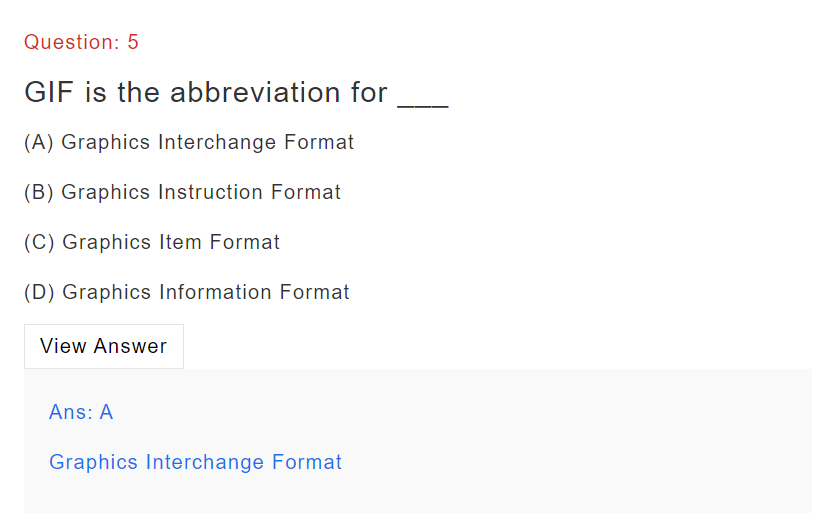 Question: 5
GIF is the abbreviation for ___
(A) Graphics Interchange Format
(B) Graphics Instruction Format
(C) Graphics Item Format
(D) Graphics Information Format
View Answer
Ans: A
Graphics Interchange Format